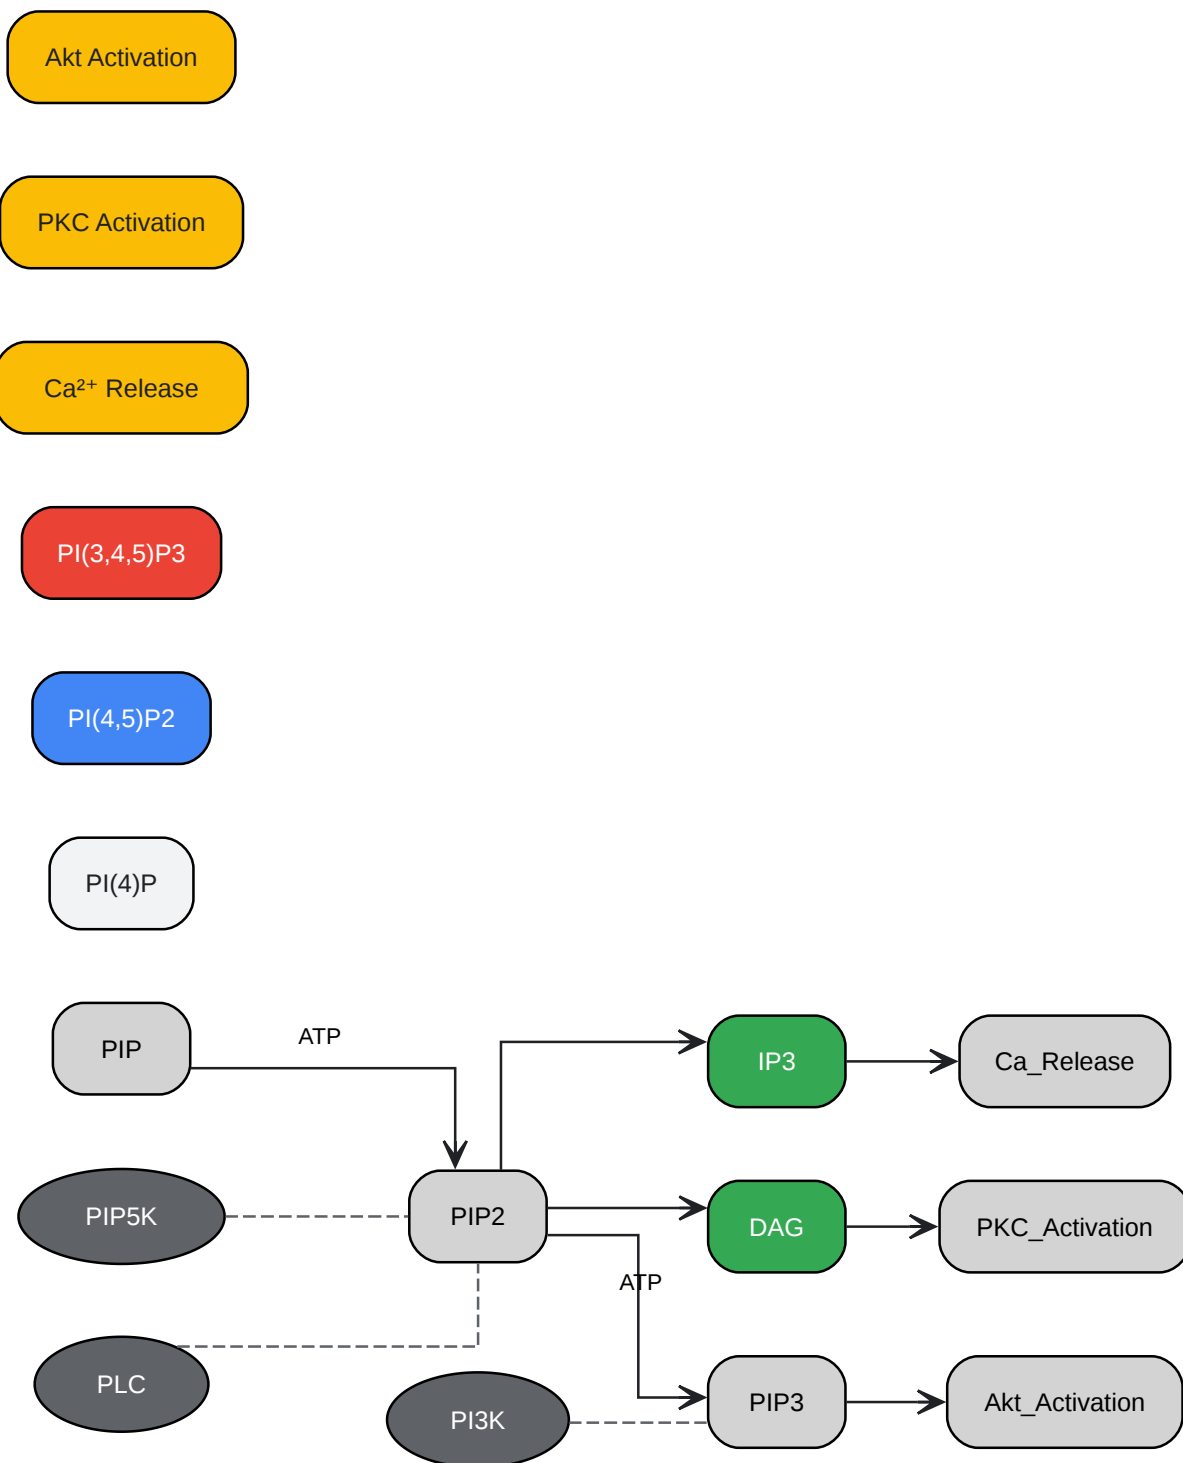 Akt Activation
PKC Activation
Ca²⁺ Release
PI(3,4,5)P3
PI(4,5)P2
PI(4)P
PIP
ATP
IP3
Ca_Release
PIP5K
PIP2
DAG
PKC_Activation
ATP
PLC
PI3K
PIP3
Akt_Activation